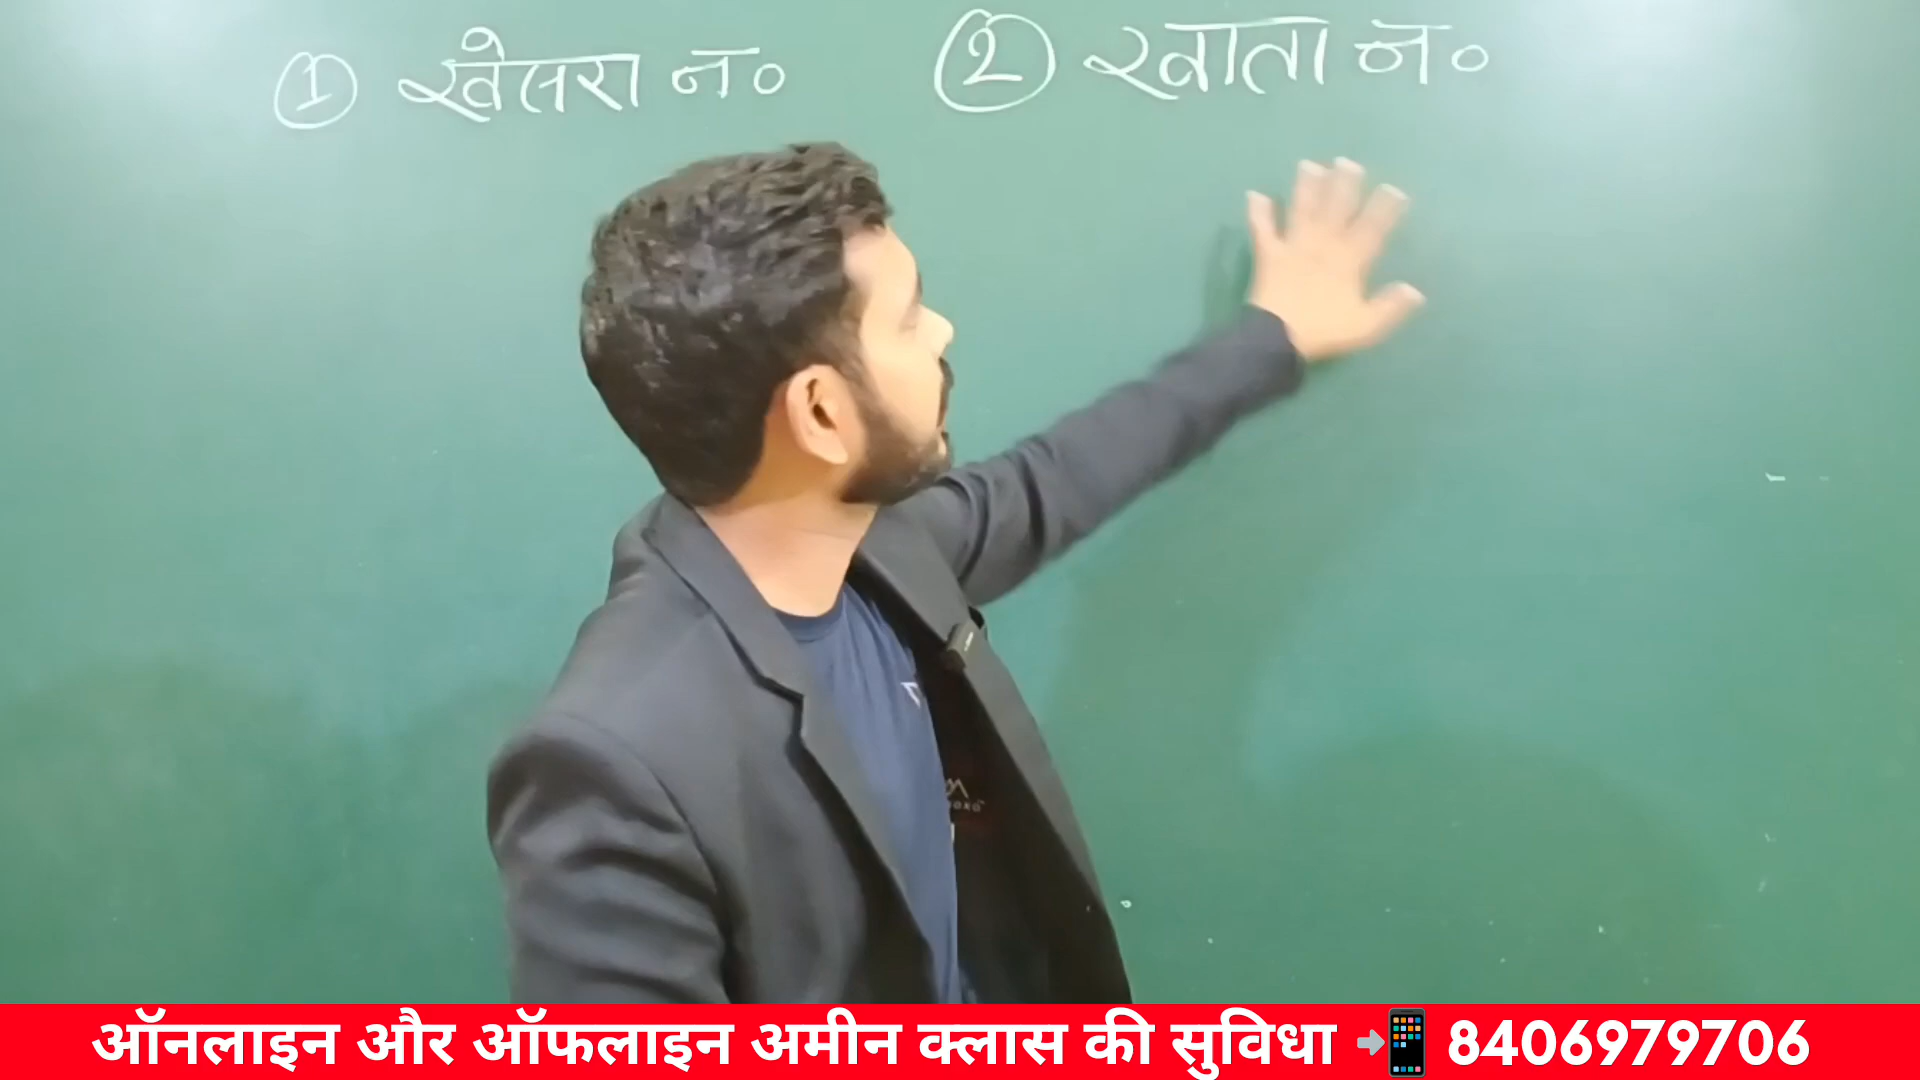 ① खेसरा नं० ② खाता नं०
ऑनलाइन और ऑफलाइन अमीन क्लास की सुविधा 📲 8406979706